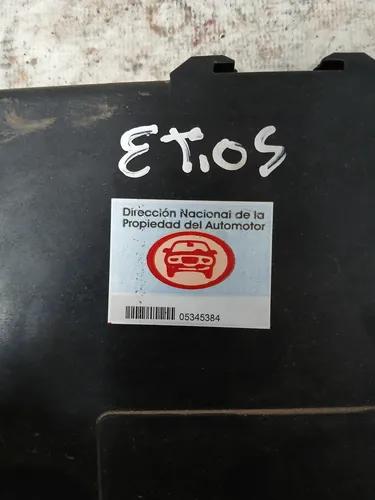 ETIOS
Dirección Nacional de la
Propiedad del Automotor
05345384